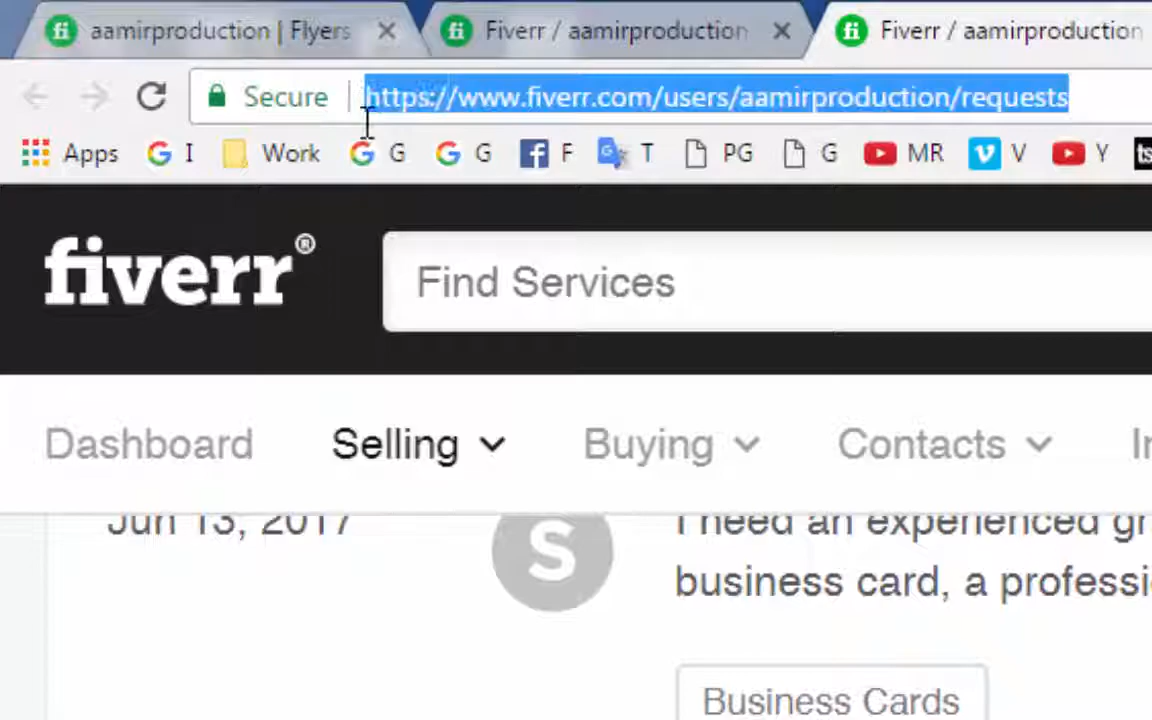 aamirproduction | Flyers
Fiverr / aamirproduction
Fiverr / aamirproduction
Secure
https://www.fiverr.com/users/aamirproduction/requests
Apps
I
Work
G
G
F
T
PG
G
MR
V
Y
ts
fiverr®
Find Services
Dashboard
Selling
Buying
Contacts
Jun 13, 2017
S
I need an experienced gr
business card, a professi
Business Cards